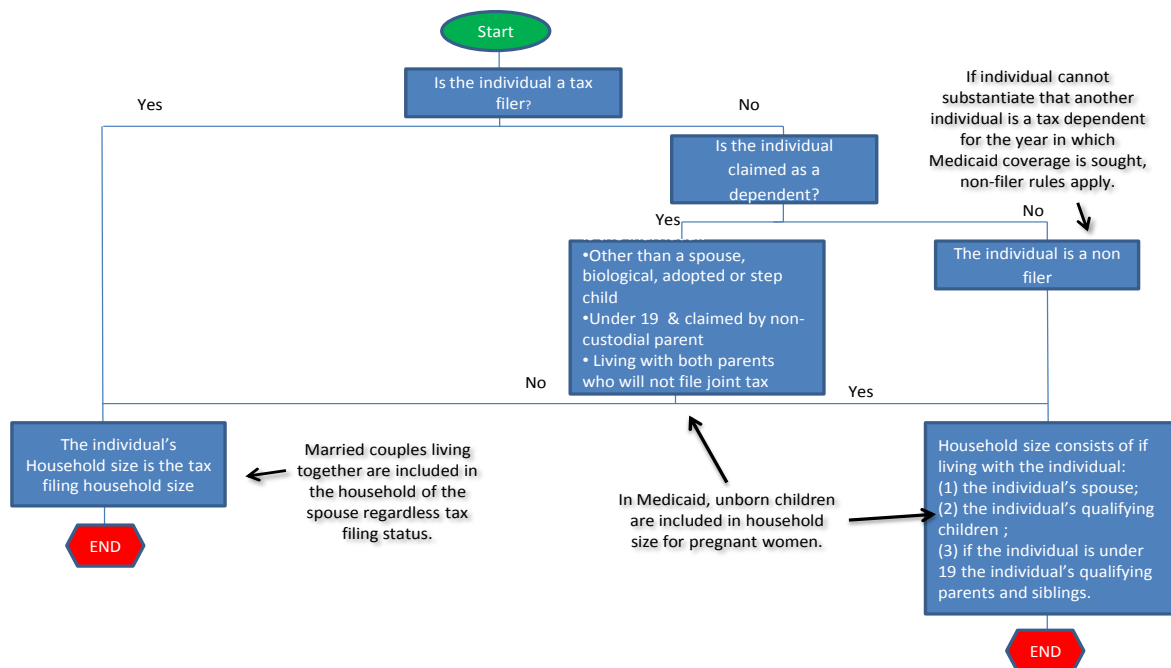 Start
Is the individual a tax
filer?
Yes
No
If individual cannot
substantiate that another
individual is a tax dependent
for the year in which
Medicaid coverage is sought,
non-filer rules apply.
Is the individual
claimed as a
dependent?
Yes
No
•Other than a spouse,
biological, adopted or step
child
•Under 19 & claimed by non-
custodial parent
• Living with both parents
who will not file joint tax
The individual is a non
filer
No
Yes
The individual's
Household size is the tax
filing household size
END
Married couples living
together are included in
the household of the
spouse regardless tax
filing status.
In Medicaid, unborn children
are included in household
size for pregnant women.
Household size consists of if
living with the individual:
(1) the individual's spouse;
(2) the individual's qualifying
children ;
(3) if the individual is under
19 the individual's qualifying
parents and siblings.
END